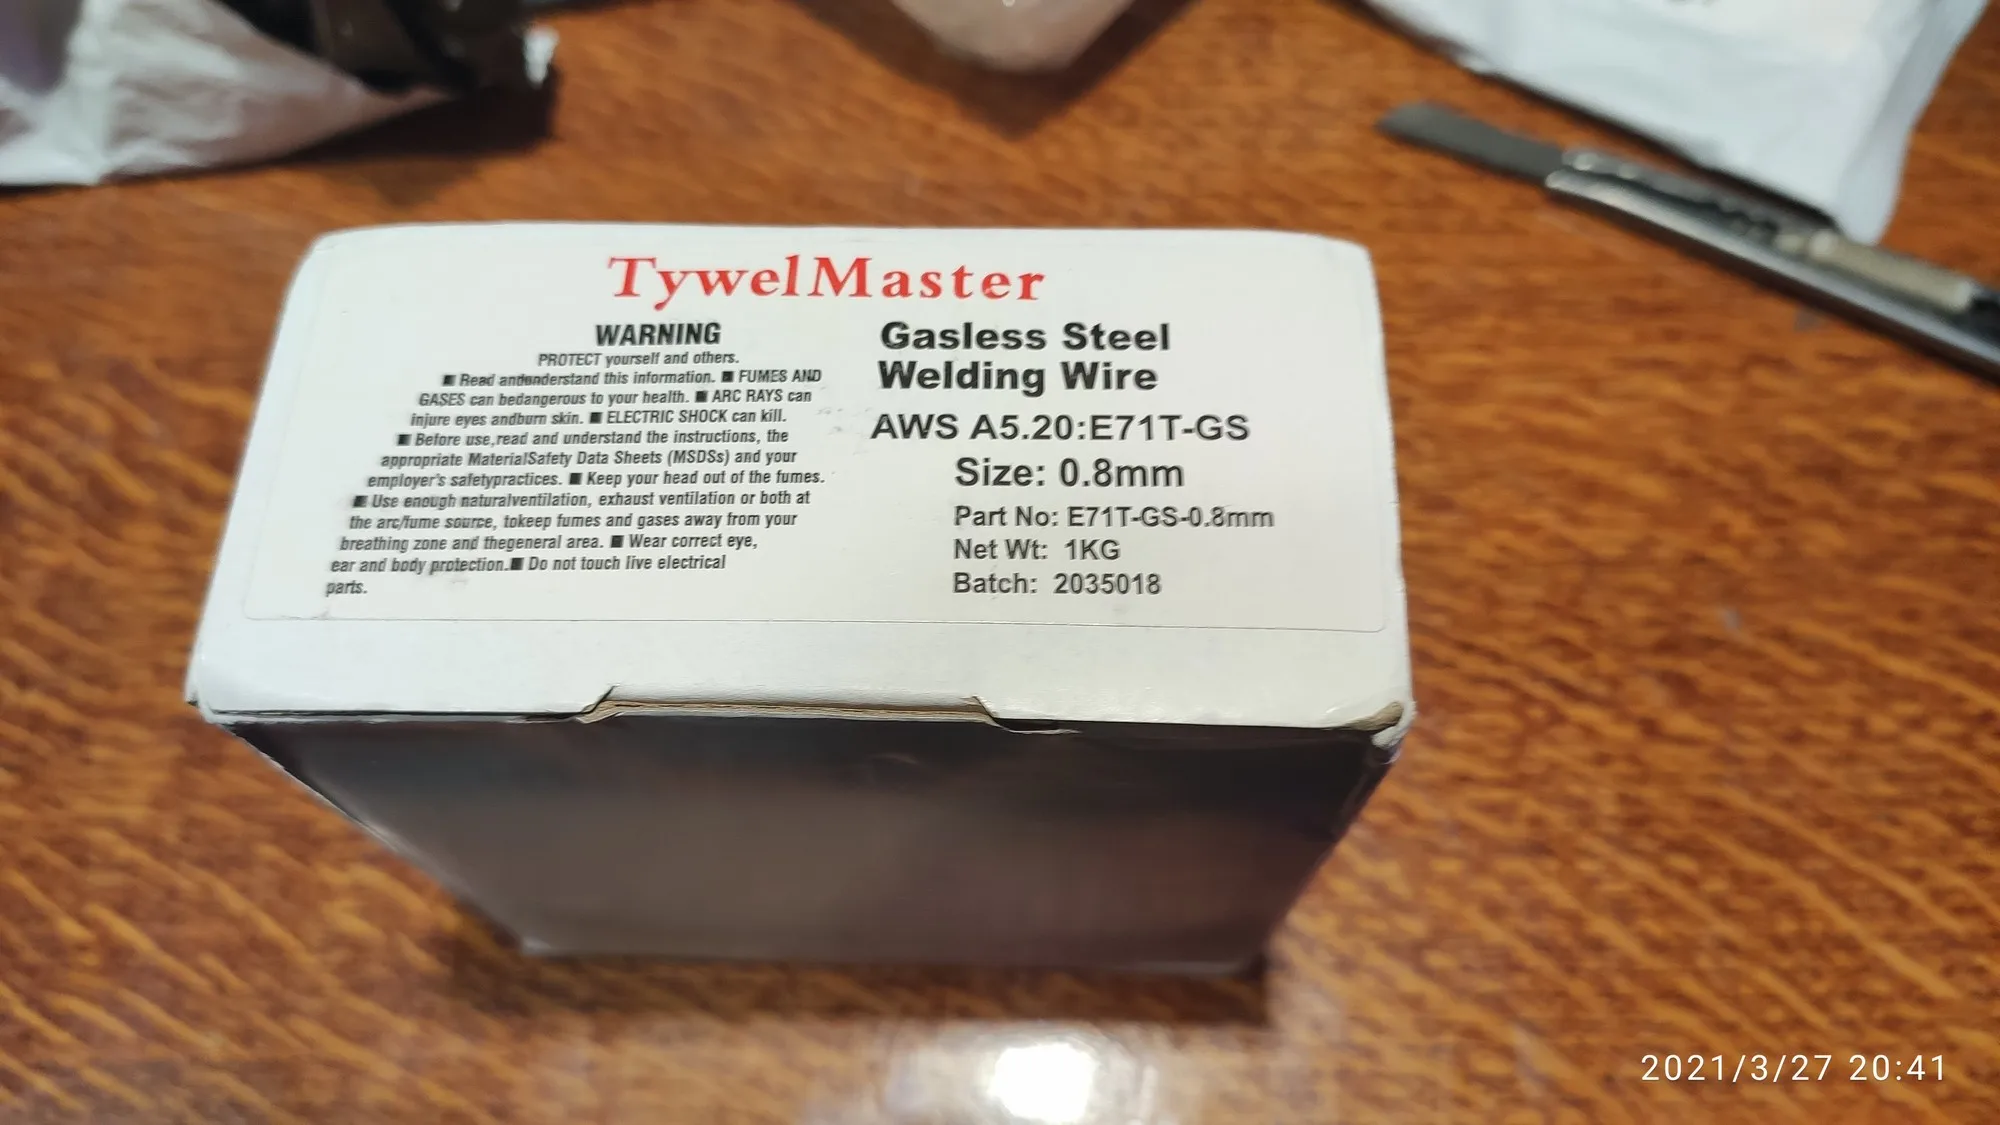 TywelMaster
WARNING
PROTECT yourself and others.
■ Read andunderstand this information. ■ FUMES AND
GASES can bedangerous to your health. ■ ARC RAYS can
injure eyes andburn skin. ■ ELECTRIC SHOCK can kill.
■ Before use,read and understand the instructions, the
appropriate MaterialSafety Data Sheets (MSDSs) and your
employer's safetypractices. ■ Keep your head out of the fumes.
■ Use enough naturalventilation, exhaust ventilation or both at
the arc/fume source, tokeep fumes and gases away from your
breathing zone and thegeneral area. ■ Wear correct eye,
ear and body protection.■ Do not touch live electrical
parts.
Gasless Steel
Welding Wire
AWS A5.20:E71T-GS
Size: 0.8mm
Part No: E71T-GS-0.8mm
Net Wt: 1KG
Batch: 2035018
2021/3/27 20:41